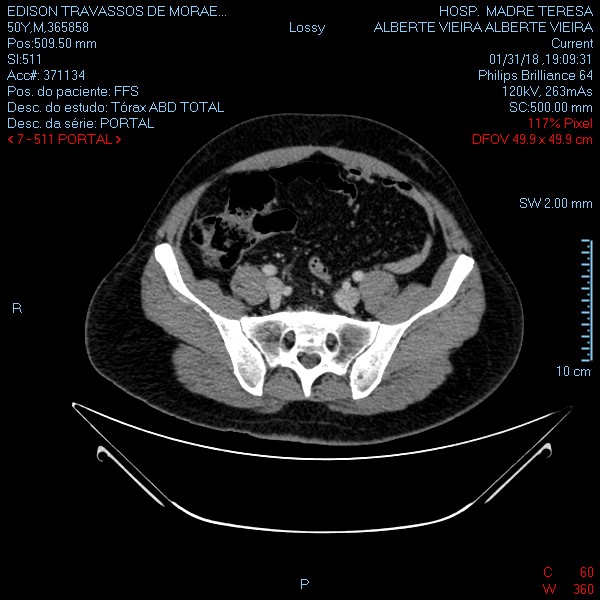 EDISON TRAVASSOS DE MORAE...
50Y,M,365858
Pos:509.50 mm
SI:511
Acc#: 371134
Pos. do paciente: FFS
Desc. do estudo: Tórax ABD TOTAL
Desc. da série: PORTAL
< 7 - 511 PORTAL >
Lossy
HOSP. MADRE TERESA
ALBERTE VIEIRA ALBERTE VIEIRA
Current
01/31/18 ,19:09:31
Philips Brilliance 64
120kV, 263mAs
SC:500.00 mm
117% Pixel
DFOV 49.9 x 49.9 cm
SW 2.00 mm
R
10 cm
P
C 60
W 360